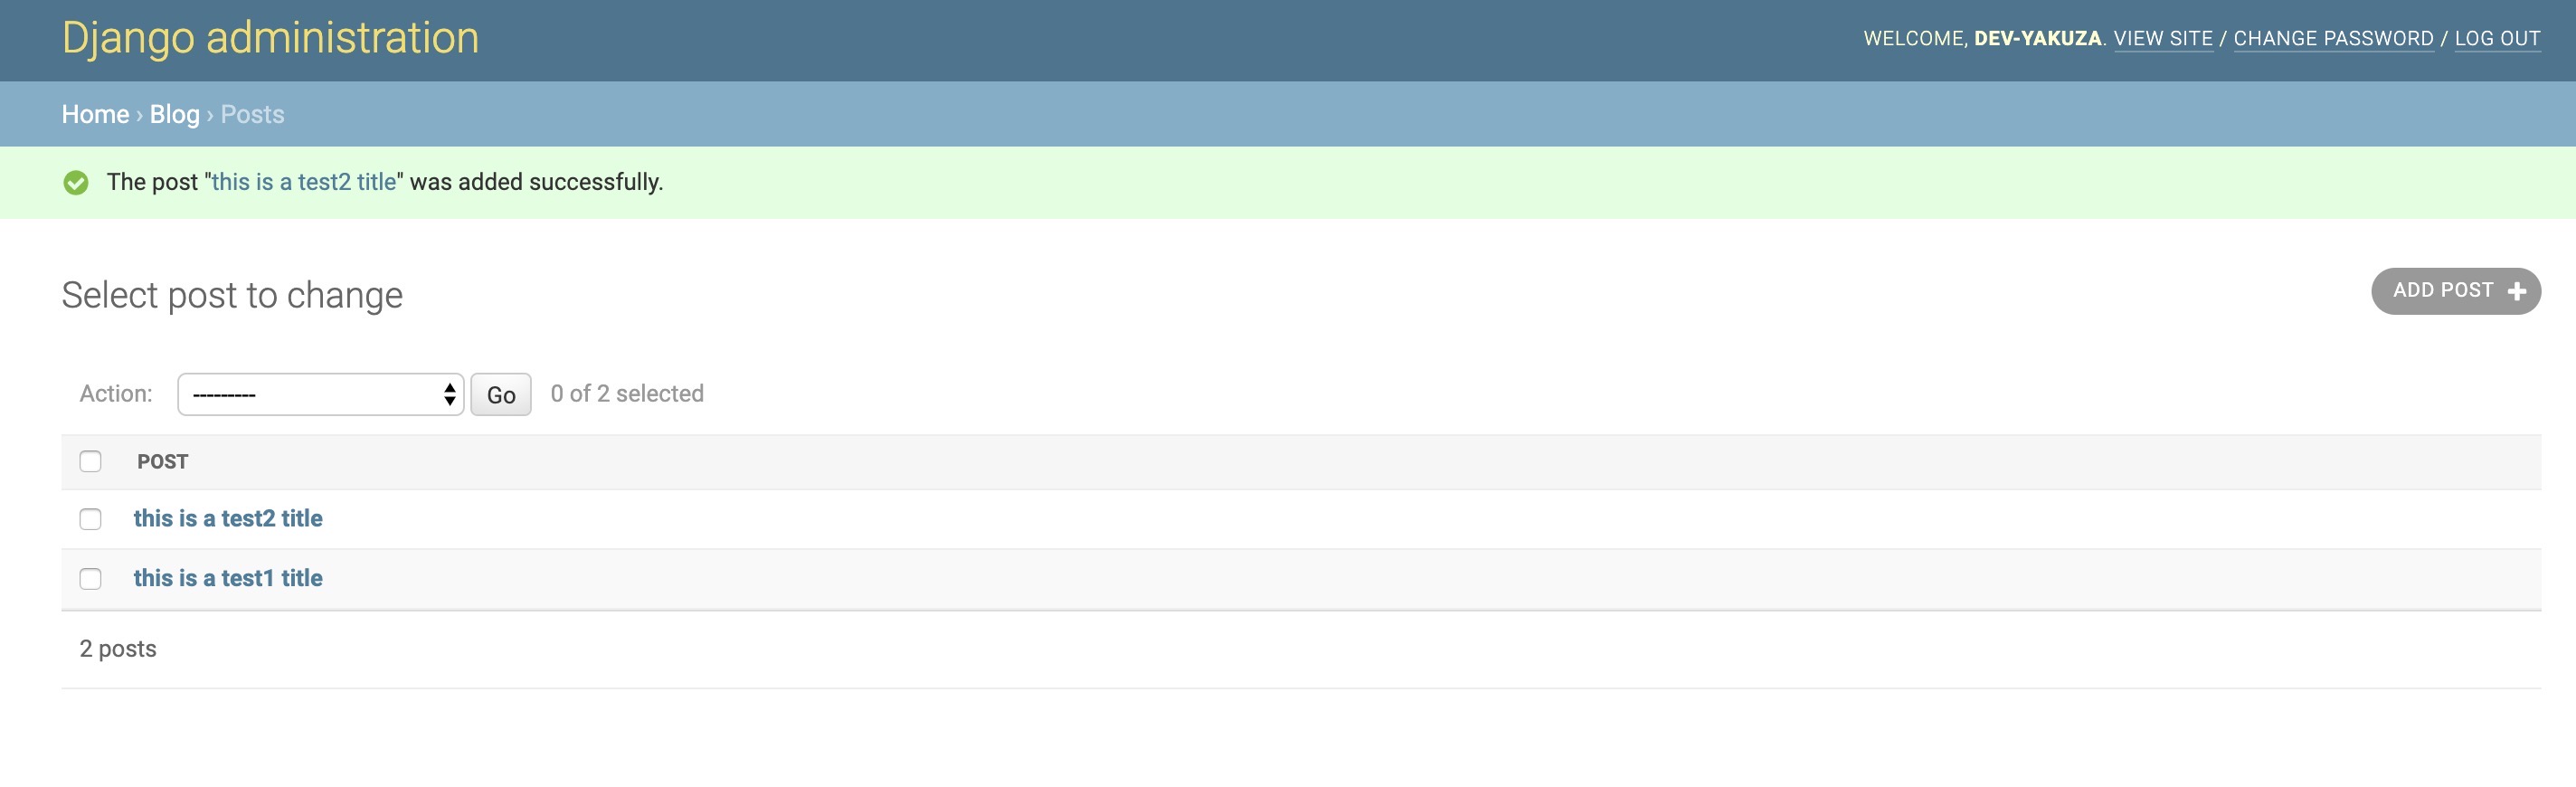 Django administration
WELCOME, DEV-YAKUZA. VIEW SITE / CHANGE PASSWORD / LOG OUT
Home › Blog › Posts
The post "this is a test2 title" was added successfully.
Select post to change
ADD POST +
Action: --------- Go 0 of 2 selected
POST
this is a test2 title
this is a test1 title
2 posts